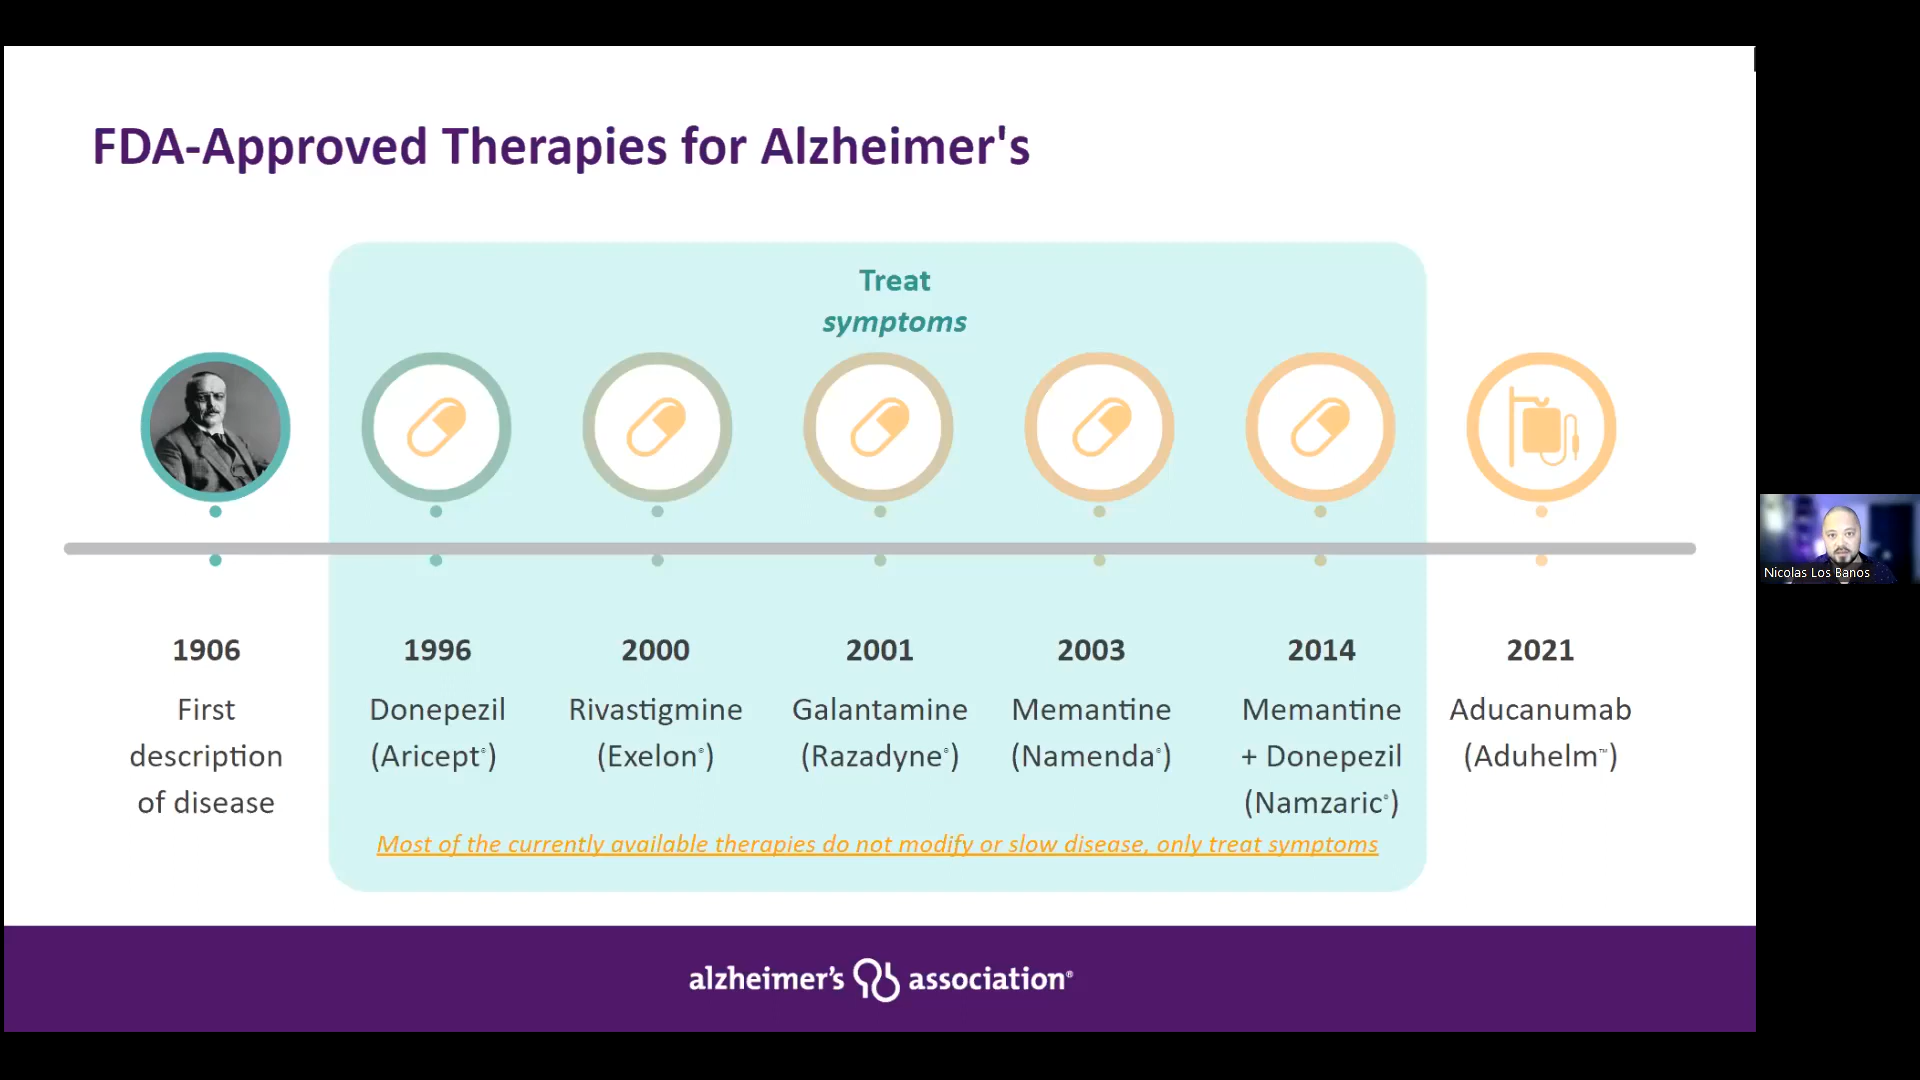 FDA-Approved Therapies for Alzheimer's
Treat
symptoms
1906
First
description
of disease
1996
Donepezil
(Aricept®)
2000
Rivastigmine
(Exelon®)
2001
Galantamine
(Razadyne®)
2003
Memantine
(Namenda®)
2014
Memantine
+ Donepezil
(Namzaric®)
2021
Aducanumab
(Aduhelm™)
Most of the currently available therapies do not modify or slow disease, only treat symptoms
alzheimer's association®
Nicolas Los Banos